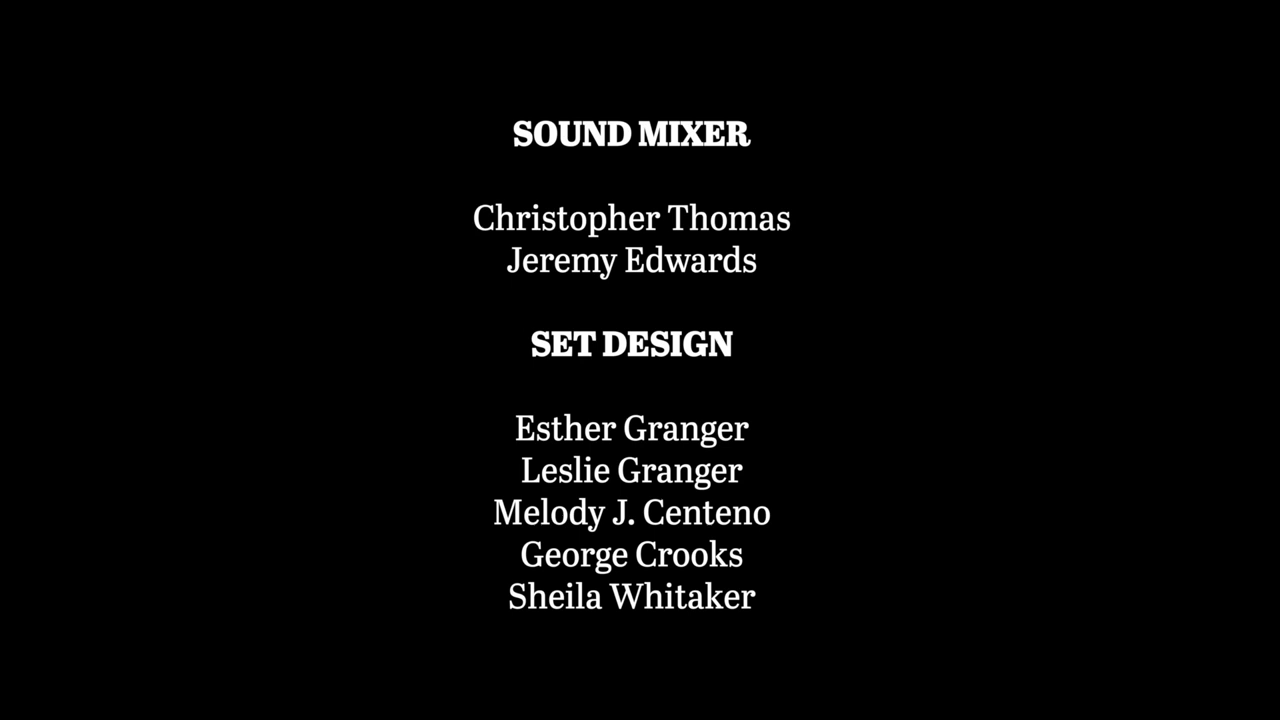 SOUND MIXER
Christopher Thomas
Jeremy Edwards
SET DESIGN
Esther Granger
Leslie Granger
Melody J. Centeno
George Crooks
Sheila Whitaker